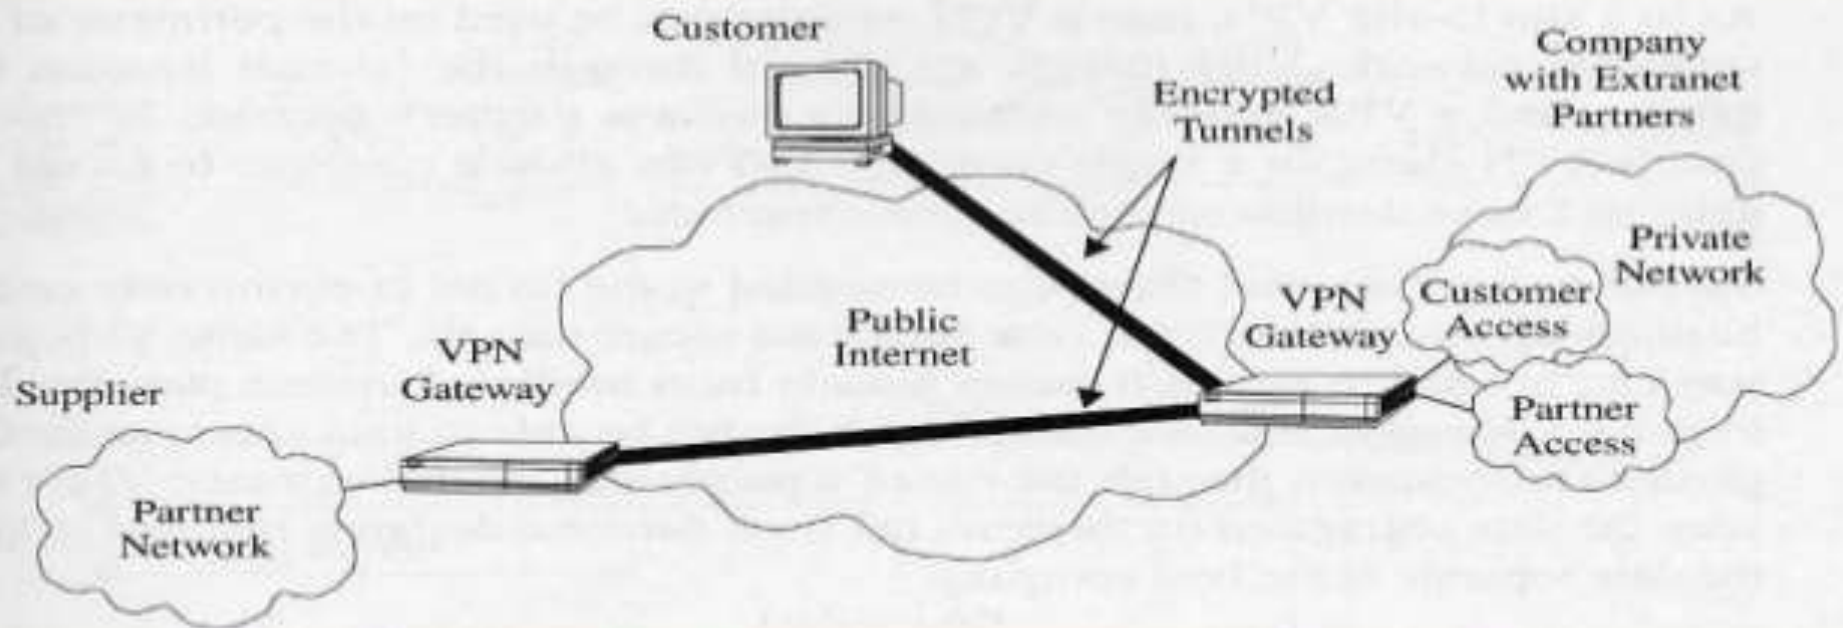 Customer
Company
with Extranet
Partners
Encrypted
Tunnels
Private
Network
Customer
Access
VPN
Gateway
Public
Internet
VPN
Gateway
Supplier
Partner
Access
Partner
Network